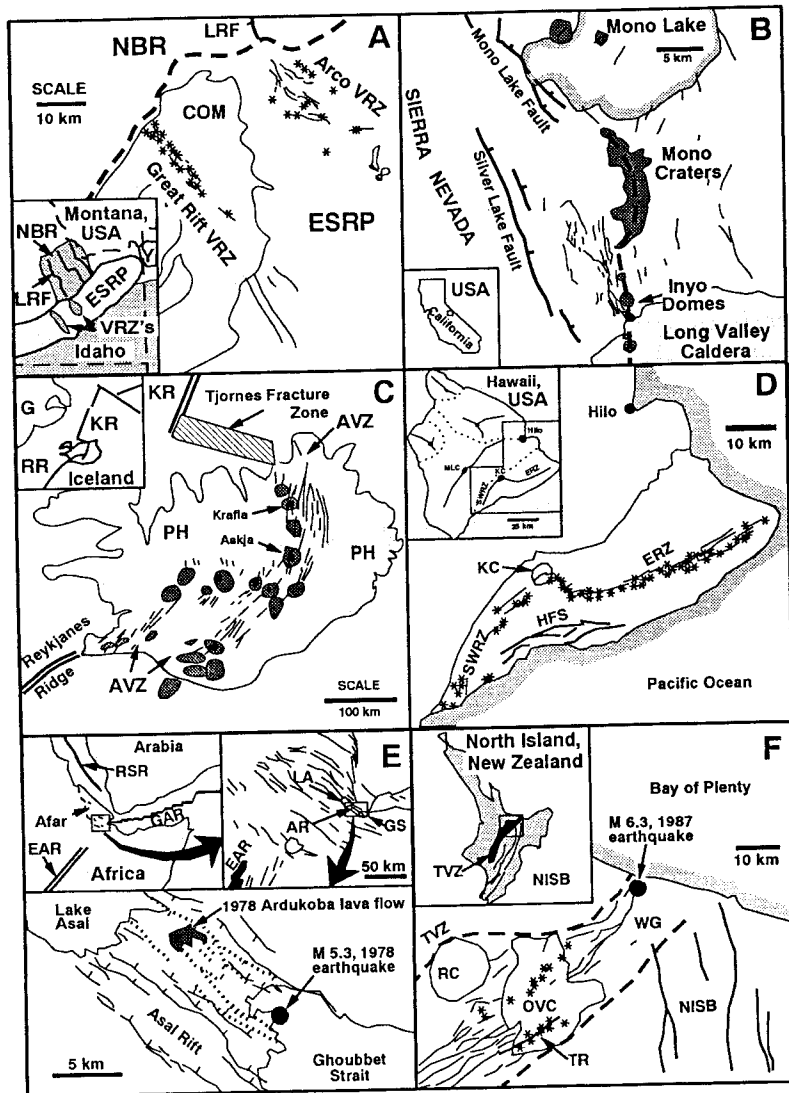 A
LRF
NBR
SCALE
10 km
COM
Arco VRZ
Great Rift VRZ
ESRP
Montana,
USA
NBR
Y
LRF
ESRP
VRZ's
Idaho
B
Mono Lake
5 km
Mono Lake Fault
SIERRA
NEVADA
Mono
Craters
Silver Lake Fault
Inyo
Domes
USA
California
Long Valley
Caldera
C
G
KR
RR
Iceland
KR
Tjornes Fracture
Zone
AVZ
Krafla
PH
Askja
PH
Reykjanes
Ridge
AVZ
SCALE
100 km
D
Hawaii,
USA
Hilo
MLC
KC
SWRZ
ERZ
25 km
Hilo
10 km
KC
ERZ
HFS
SWRZ
Pacific Ocean
E
Arabia
RSR
Afar
GAR
EAR
Africa
LA
AR
GS
EAR
50 km
Lake
Asal
1978 Ardukoba lava flow
M 5.3, 1978
earthquake
Asal Rift
5 km
Ghoubbet
Strait
F
North Island,
New Zealand
TVZ
NISB
Bay of Plenty
M 6.3, 1987
earthquake
10 km
TVZ
RC
WG
OVC
NISB
TR